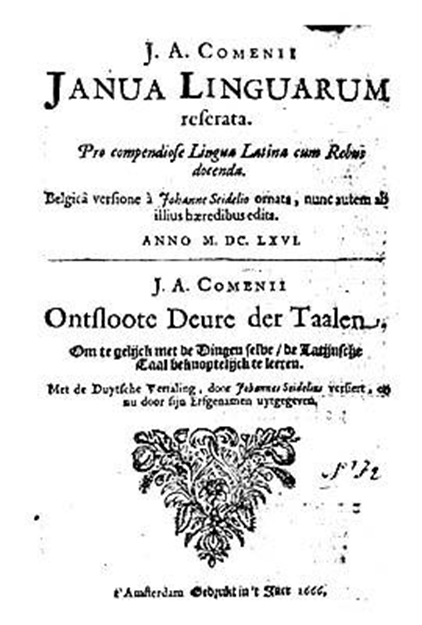 J. A. COMENII
JANUA LINGUARUM
reſerata.
Pro compendioſe Lingua Latina cum Rebus
docenda.
Belgicâ verſione à Johanne Seidelio ornata, nunc autem ab
illius hæredibus edita.
ANNO M. DC. LXVI.
J. A. COMENII
Ontſloote Deure der Taalen,
Om te gelijck met de Dingen ſelve / de Latijnſche
Taal beknoptelijck te leeren.
Met de Duytſche Vertaling, door Johannes Seidelius verſiert, en
nu door ſijn Erfgenamen uytgegeven.
t'Amſterdam Gedrukt in 't Jaer 1666.